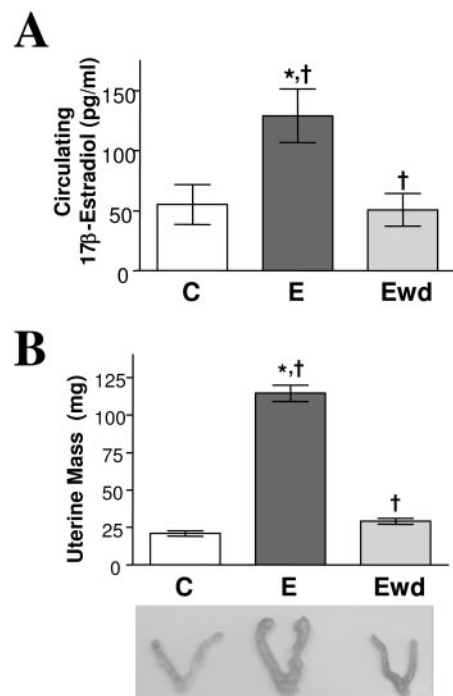 A
Circulating
17β-Estradiol (pg/ml)
150
100
50
0
*,†
†
C E Ewd
B
Uterine Mass (mg)
125
100
75
50
25
0
*,†
†
C E Ewd